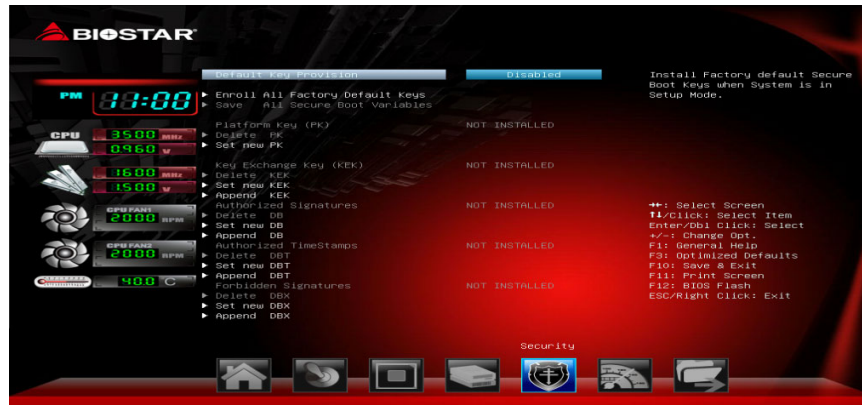 BIOSTAR
Default Key Provision Disabled
Enroll All Factory Default Keys
Save All Secure Boot Variables
Platform Key (PK) NOT INSTALLED
Delete PK
Set new PK
Key Exchange Key (KEK) NOT INSTALLED
Delete KEK
Set new KEK
Append KEK
Authorized Signatures NOT INSTALLED
Delete DB
Set new DB
Append DB
Authorized TimeStamps NOT INSTALLED
Delete DBT
Set new DBT
Append DBT
Forbidden Signatures NOT INSTALLED
Delete DBX
Set new DBX
Append DBX
PM 11:00
CPU 3500 MHz
0.960 V
1600 MHz
1.500 V
CPU FAN1
2000 RPM
CPU FAN2
2000 RPM
40.0 C
Install Factory default Secure
Boot Keys when System is in
Setup Mode.
↔: Select Screen
↑↓/Click: Select Item
Enter/Dbl Click: Select
+/-: Change Opt.
F1: General Help
F3: Optimized Defaults
F10: Save & Exit
F11: Print Screen
F12: BIOS Flash
ESC/Right Click: Exit
Security